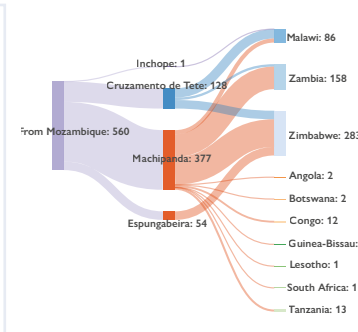 Malawi: 86
Inchope: 1
Zambia: 158
Cruzamento de Tete: 128
From Mozambique: 560
Zimbabwe: 283
Machipanda: 377
Angola: 2
Botswana: 2
Congo: 12
Espungabeira: 54
Guinea-Bissau:
Lesotho: 1
South Africa: 1
Tanzania: 13